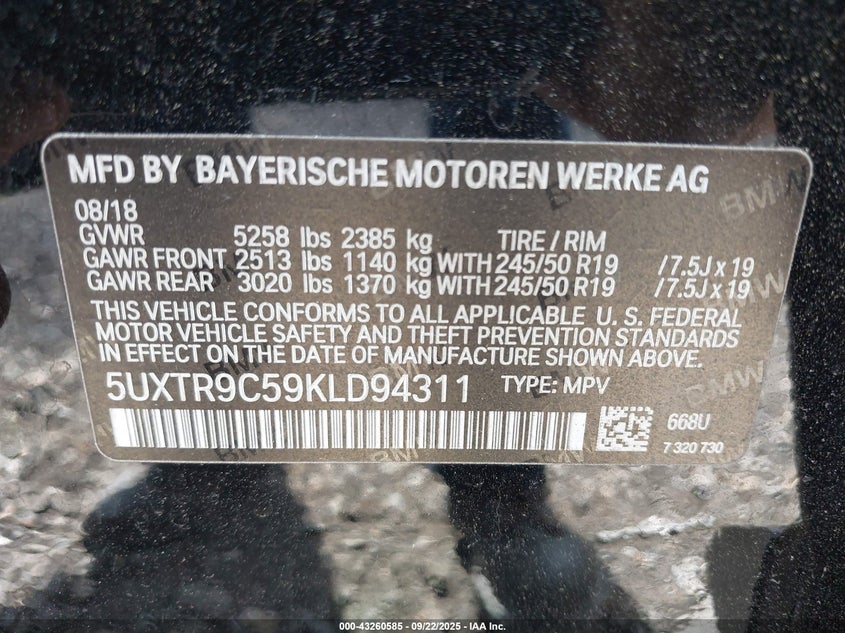 MFD BY BAYERISCHE MOTOREN WERKE AG
08/18
GVWR 5258 lbs 2385 kg TIRE / RIM
GAWR FRONT 2513 lbs 1140 kg WITH 245/50 R19 / 7.5J x 19
GAWR REAR 3020 lbs 1370 kg WITH 245/50 R19 / 7.5J x 19
THIS VEHICLE CONFORMS TO ALL APPLICABLE U. S. FEDERAL
MOTOR VEHICLE SAFETY AND THEFT PREVENTION STANDARDS
IN EFFECT ON THE DATE OF MANUFACTURE SHOWN ABOVE.
5UXTR9C59KLD94311 TYPE: MPV
668U
7 320 730
000-43260585 - 09/22/2025 - IAA Inc.